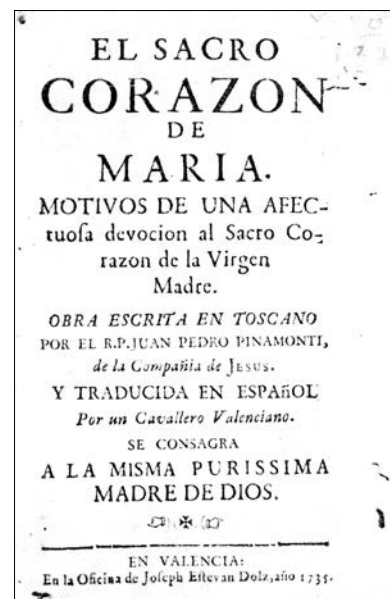 EL SACRO
CORAZON
DE
MARIA.
MOTIVOS DE UNA AFEC-
tuoſa devocion al Sacro Co-
razon de la Virgen
Madre.
OBRA ESCRITA EN TOSCANO
POR EL R.P.JUAN PEDRO PINAMONTI,
de la Compañia de JESUS.
Y TRADUCIDA EN ESPAñOL
Por un Cavallero Valenciano.
SE CONSAGRA
A LA MISMA PURISSIMA
MADRE DE DIOS.
EN VALENCIA:
En la Oficina de Joſeph Eſtevan Dolz, año 1735.